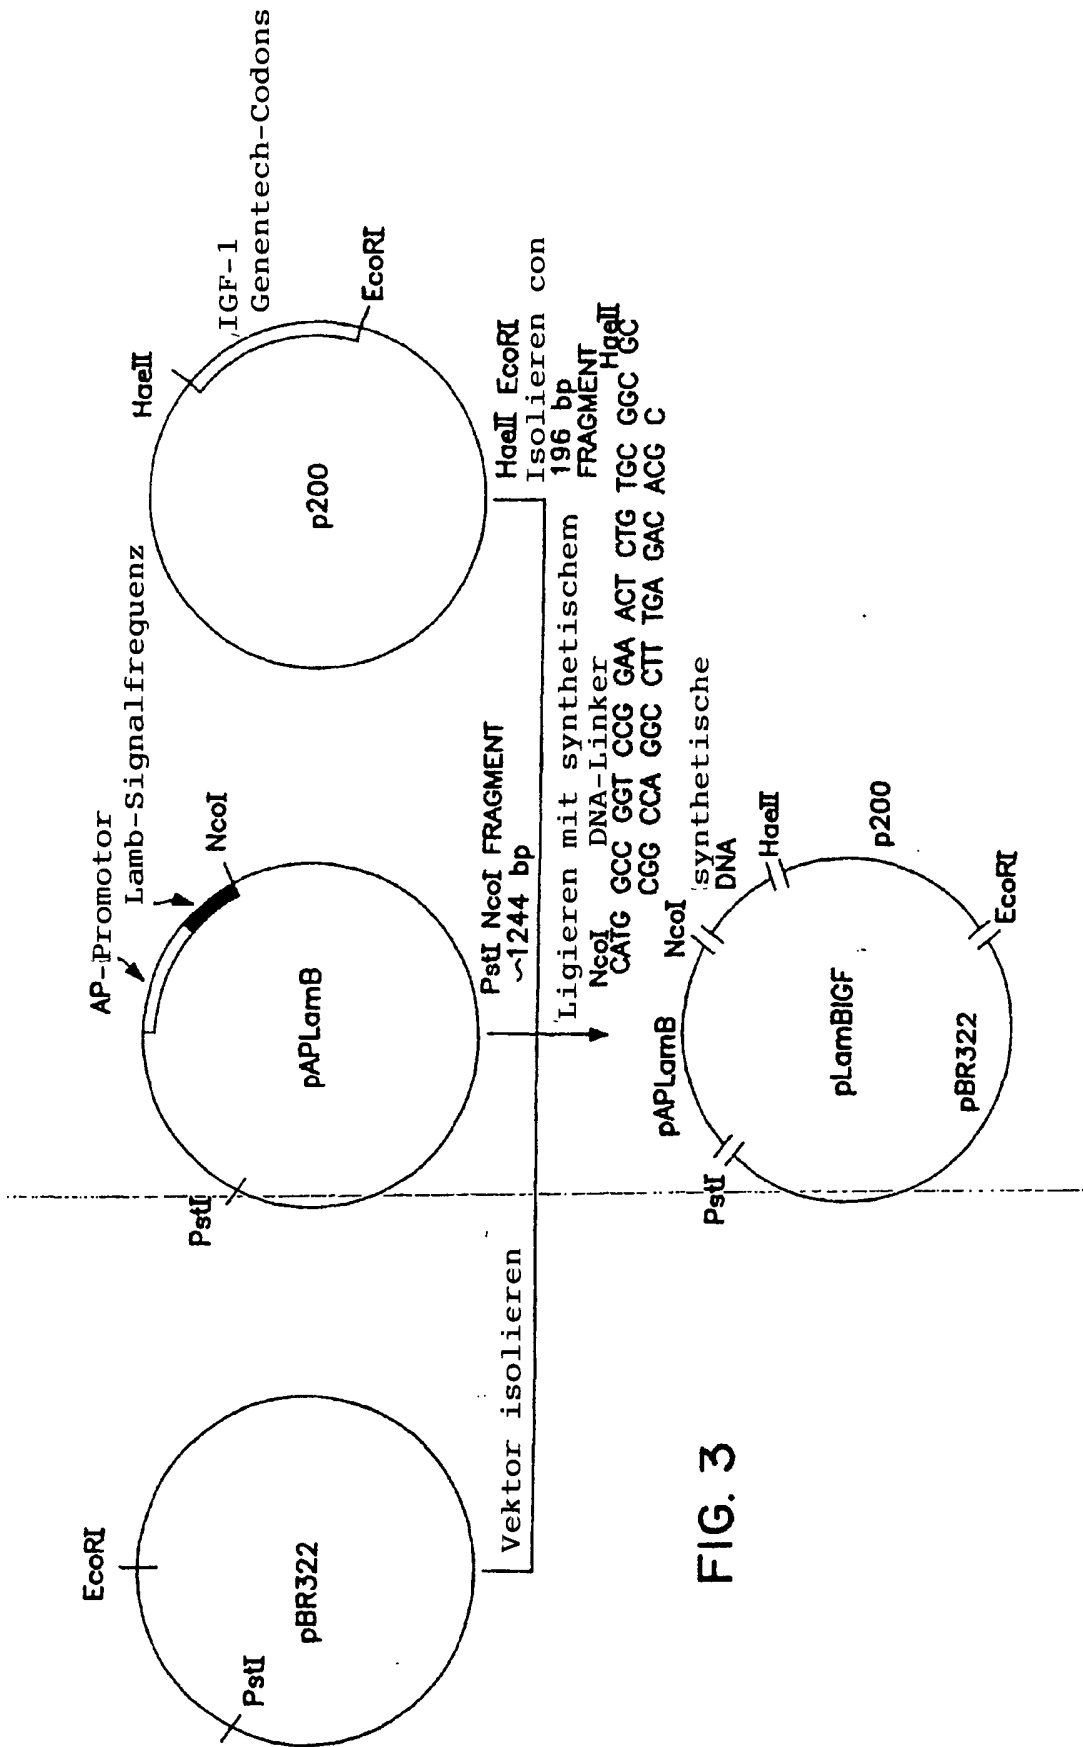 EcoRI
PstI
pBR322
Vektor isolieren
AP-Promotor
Lamb-Signalfrequenz
NcoI
PstI
pAPLamB
PstI NcoI FRAGMENT
~1244 bp
HaeII
IGF-1
Genentech-Codons
EcoRI
p200
HaeII EcoRI
Isolieren con
196 bp
FRAGMENT
Ligieren mit synthetischem
DNA-Linker
NcoI HaeII
CATG GCC GGT CCG GAA ACT CTG TGC GGC GC
CGG CCA GGC CTT TGA GAC ACG C
pAPLamB
NcoI
synthetische
DNA
HaeII
p200
EcoRI
pBR322
PstI
pLamBIGF
FIG. 3